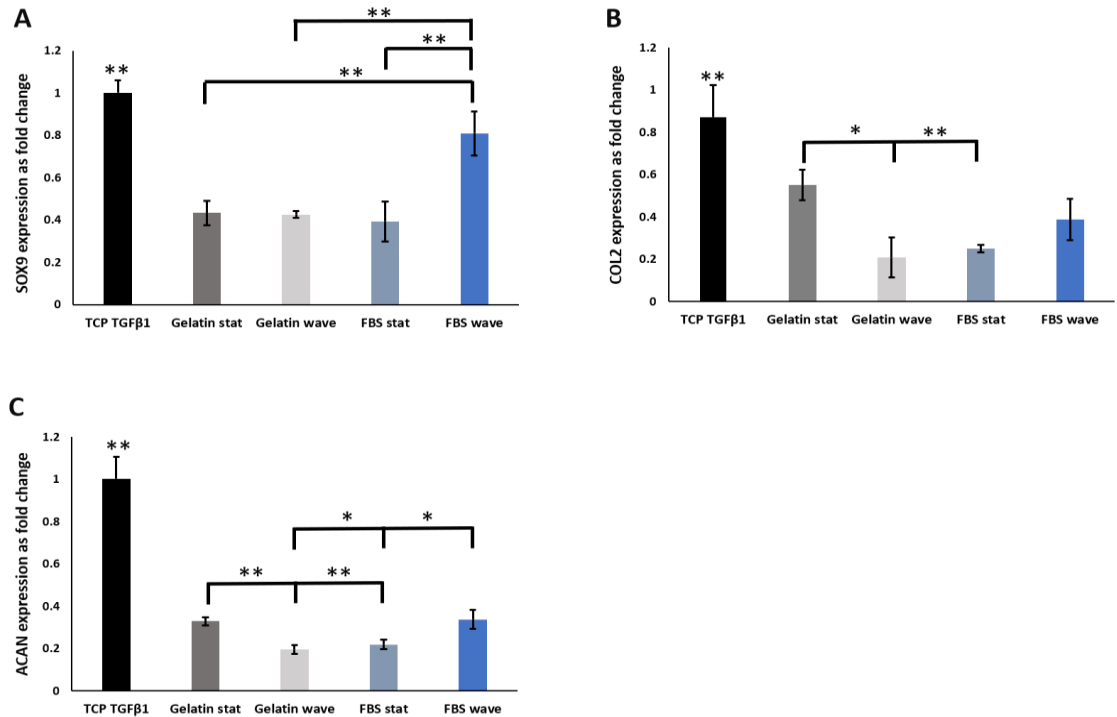 A
SOX9 expression as fold change
1.2
1
0.8
0.6
0.4
0.2
0
**
**
**
**
TCP TGFβ1
Gelatin stat
Gelatin wave
FBS stat
FBS wave
B
COL2 expression as fold change
1.2
1
0.8
0.6
0.4
0.2
0
**
*
**
TCP TGFβ1
Gelatin stat
Gelatin wave
FBS stat
FBS wave
C
ACAN expression as fold change
1.2
1
0.8
0.6
0.4
0.2
0
**
*
*
**
**
TCP TGFβ1
Gelatin stat
Gelatin wave
FBS stat
FBS wave